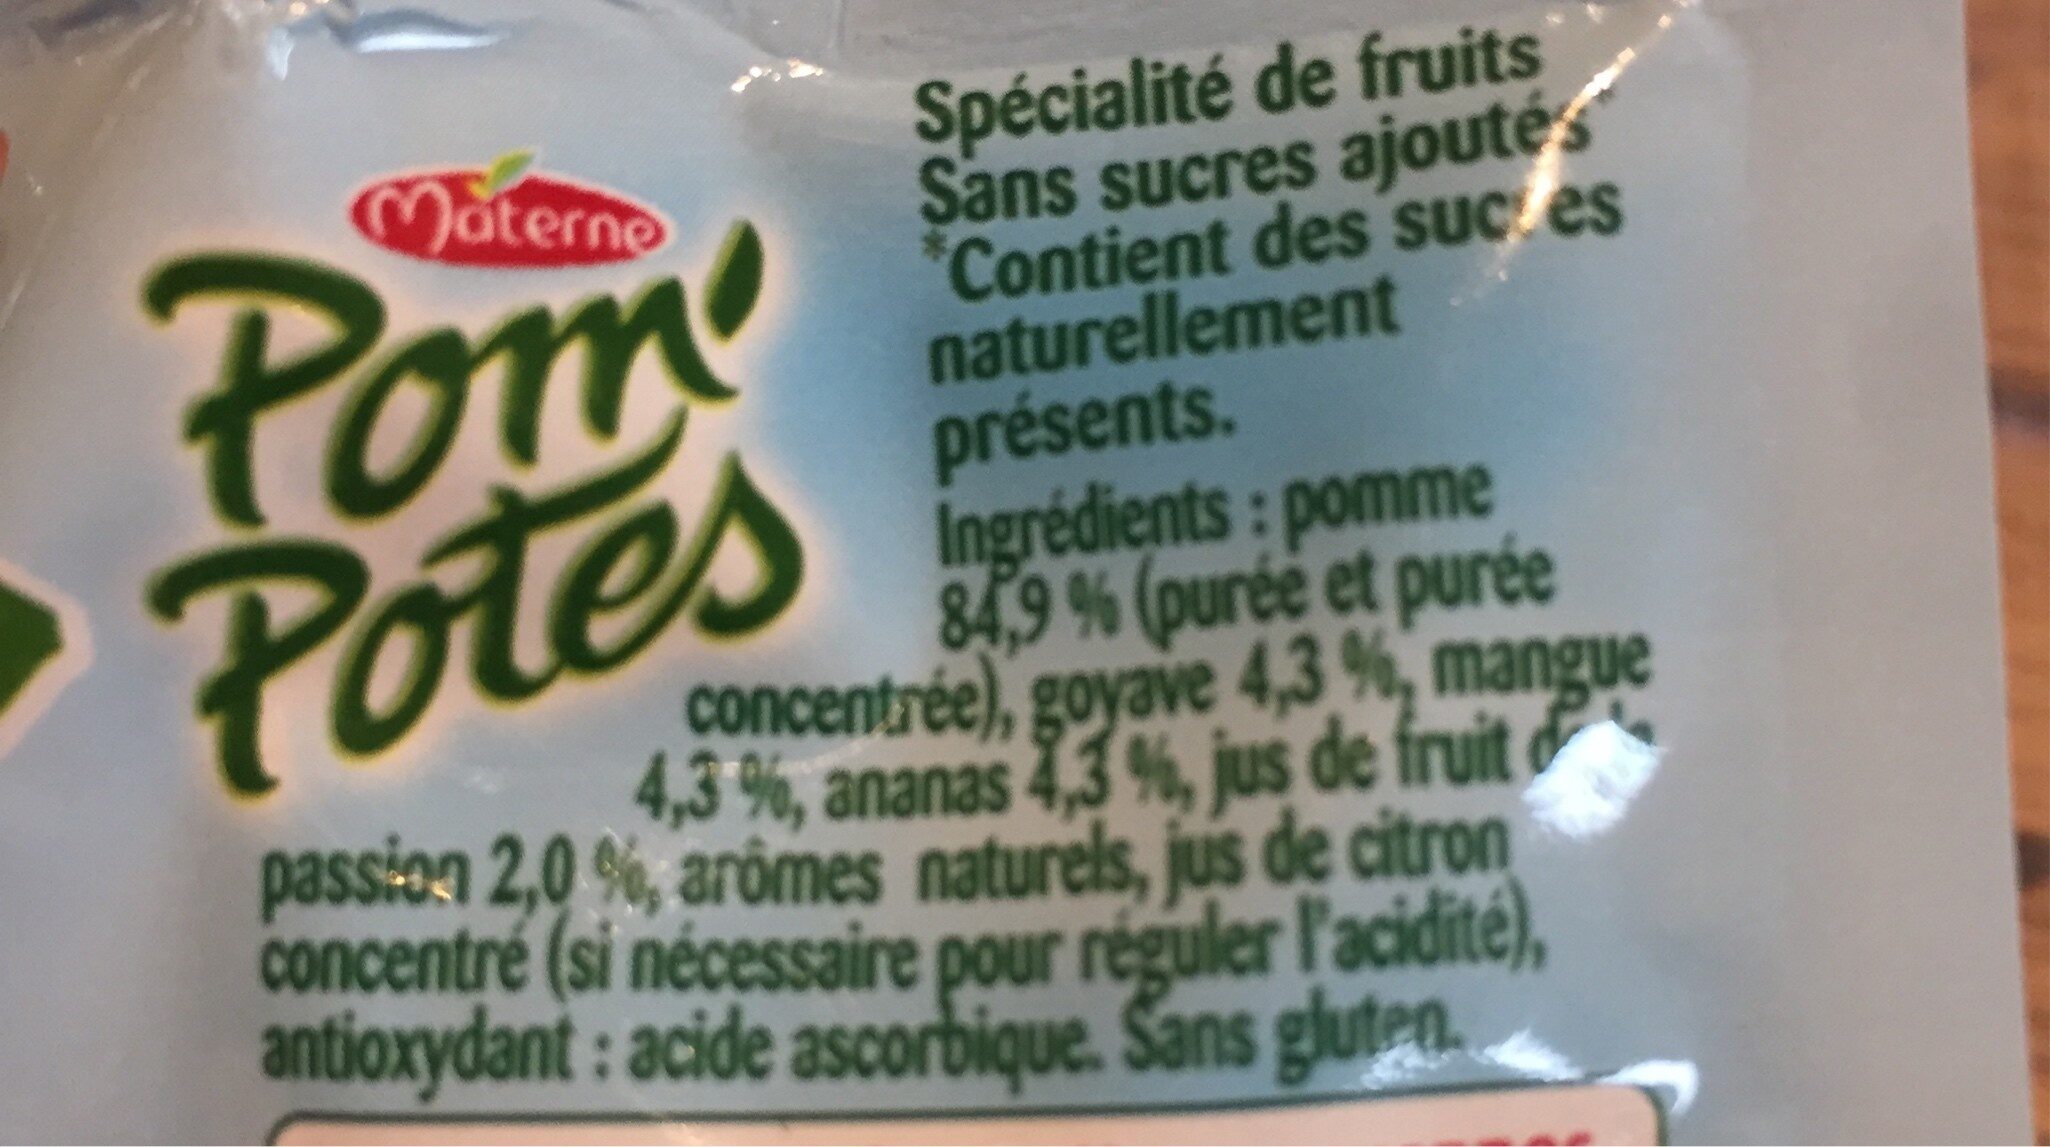 Materne
Pom'
Potes
Spécialité de fruits
Sans sucres ajoutés*
*Contient des sucres
naturellement
présents.
Ingrédients : pomme
84,9 % (purée et purée
concentrée), goyave 4,3 %, mangue
4,3 %, ananas 4,3 %, jus de fruit de la
passion 2,0 %, arômes naturels, jus de citron
concentré (si nécessaire pour réguler l'acidité),
antioxydant : acide ascorbique. Sans gluten.